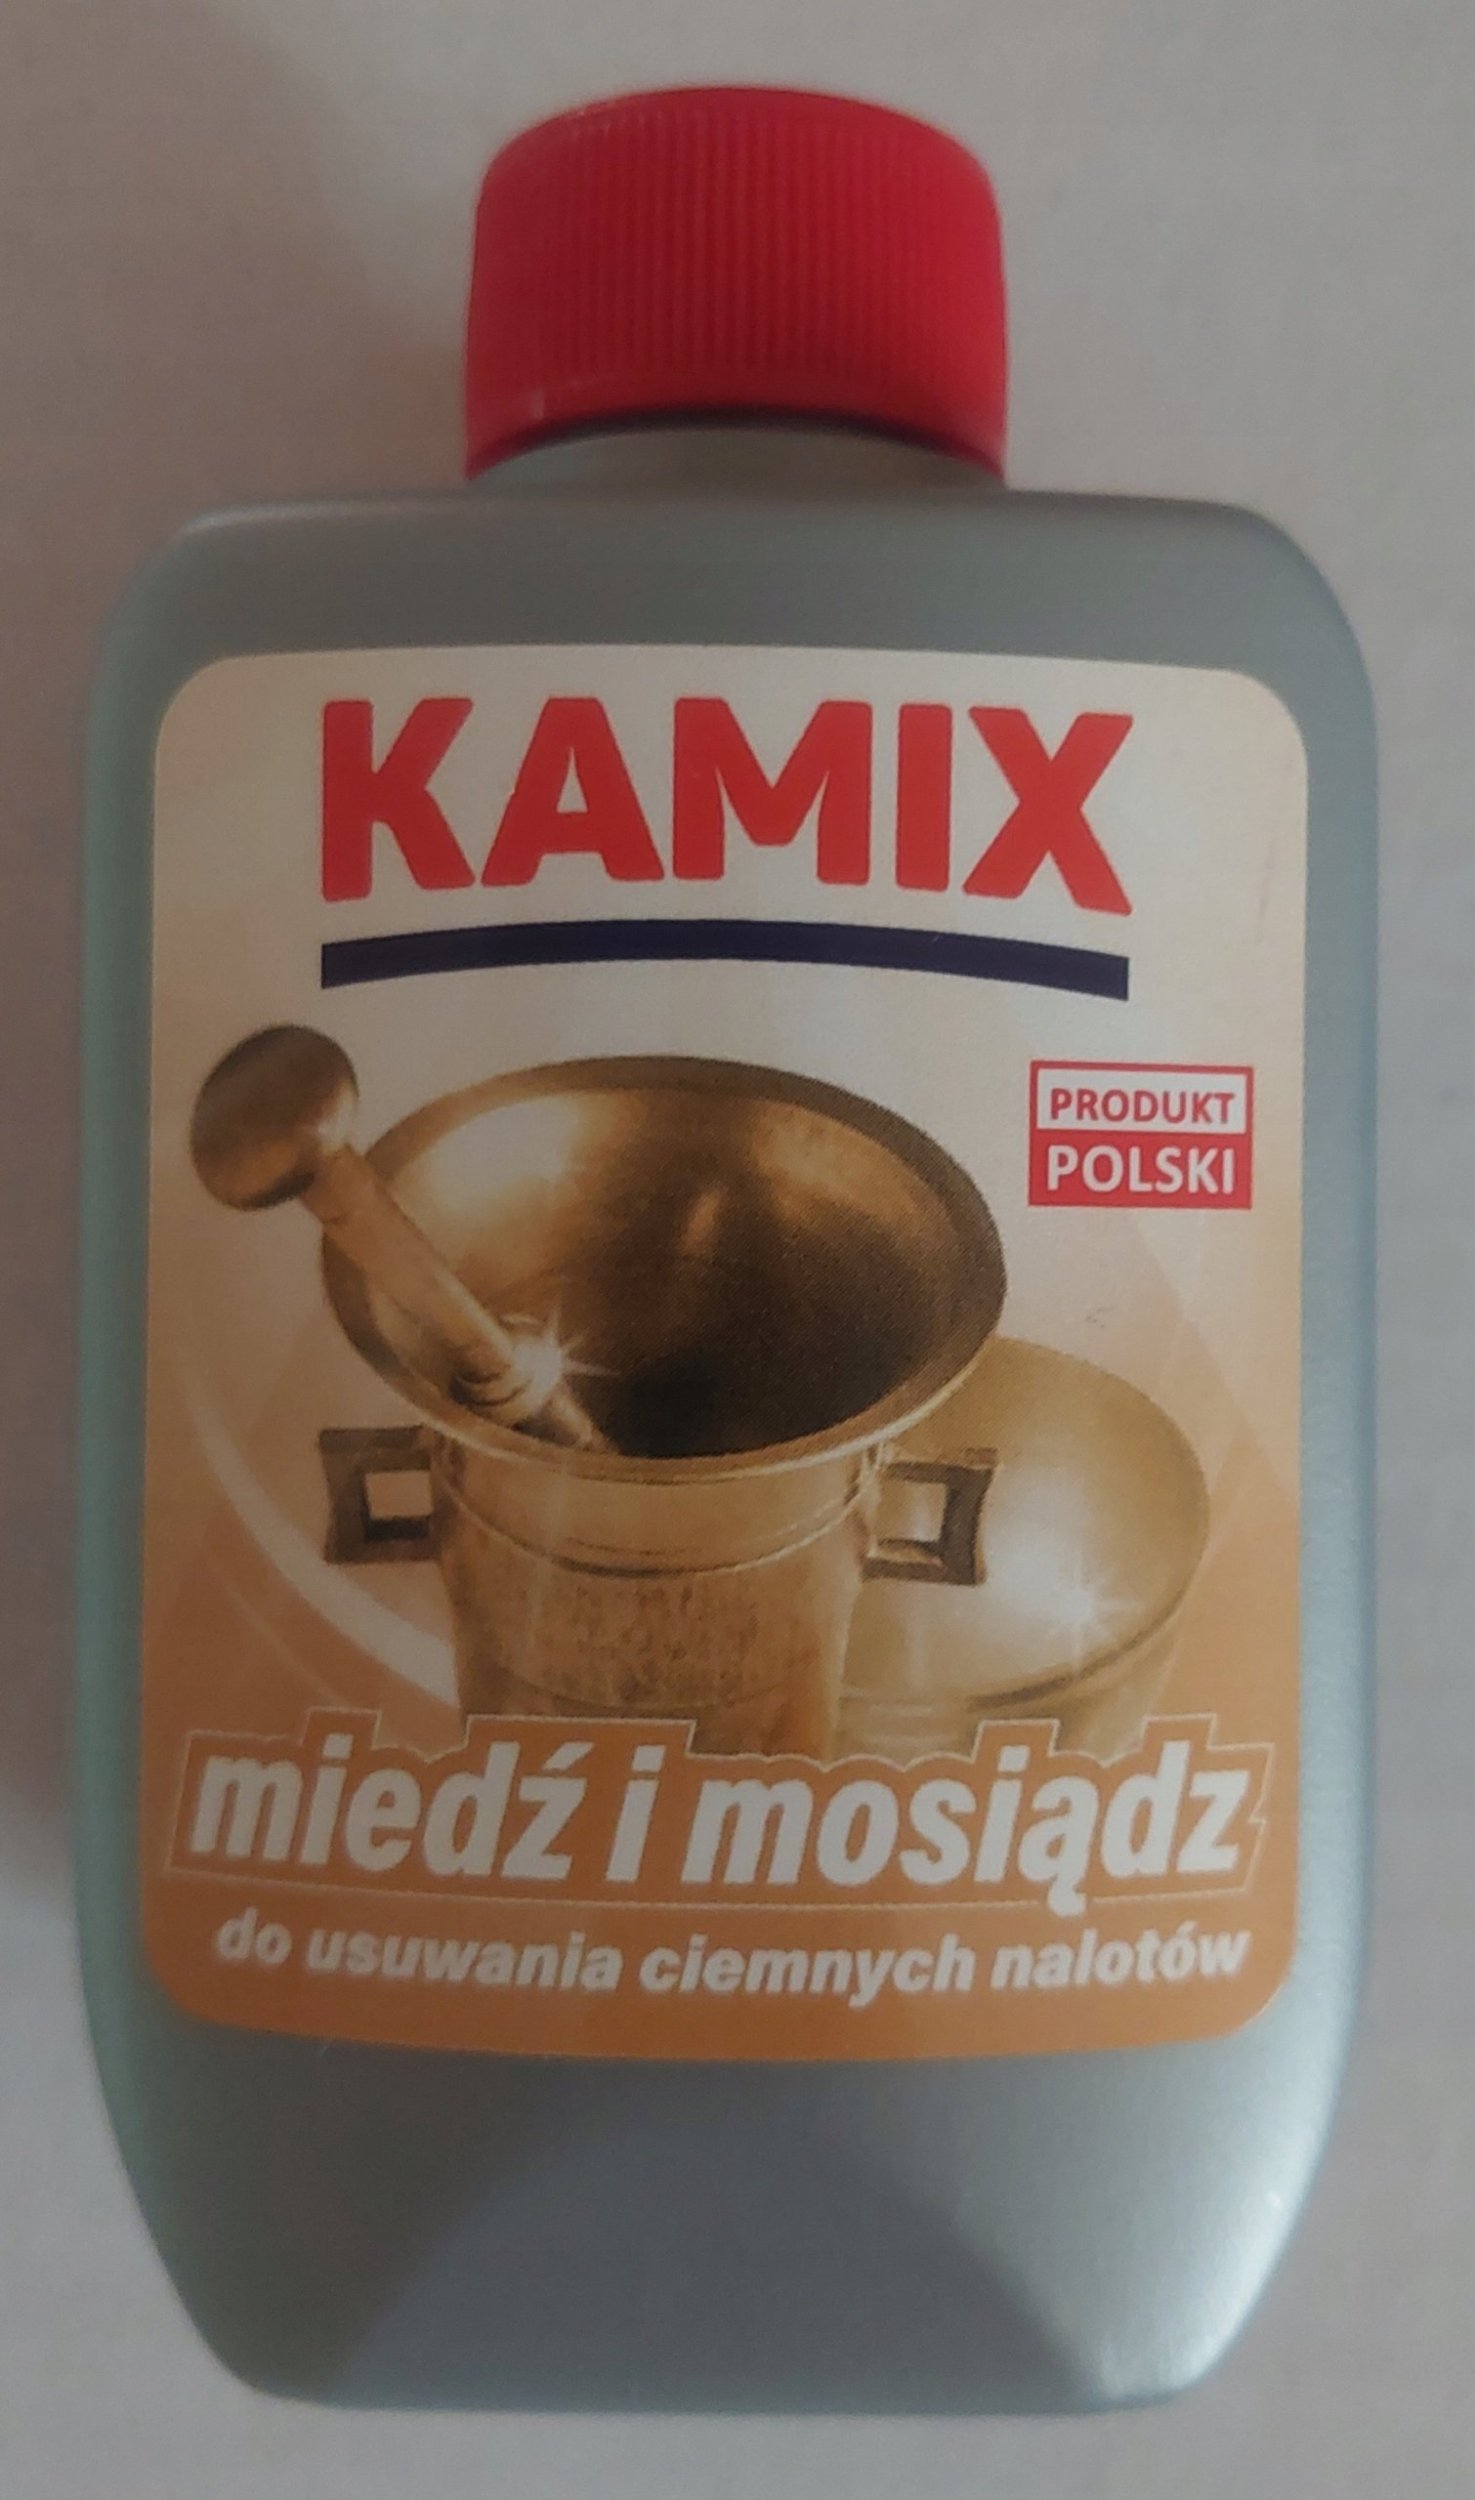 KAMIX
PRODUKT
POLSKI
miedź i mosiądz
do usuwania ciemnych nalotów